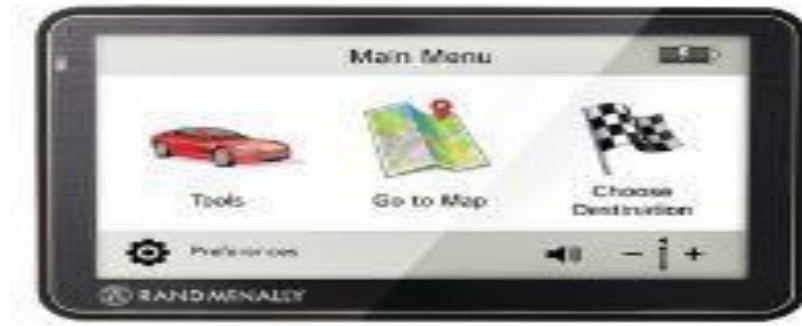 Main Menu
Tools
Go to Map
Choose
Destination
Preferences
RAND MCNALLY